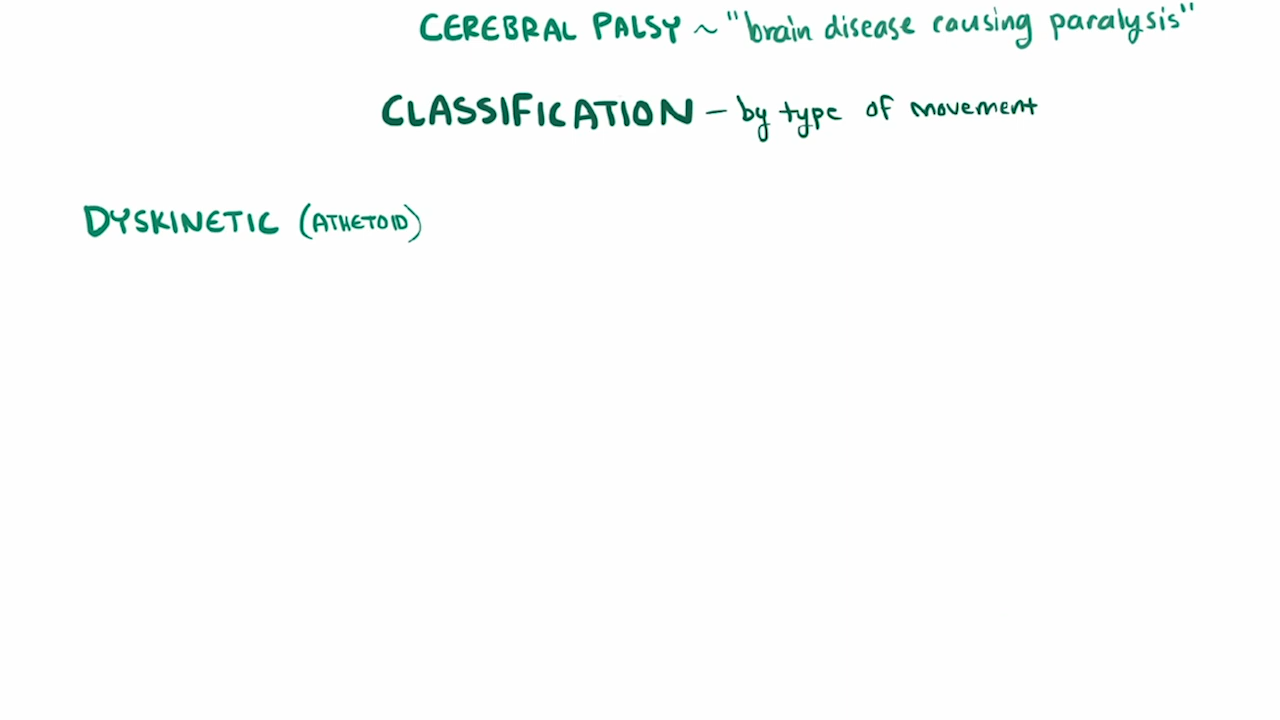 CEREBRAL PALSY ~ "brain disease causing paralysis"
CLASSIFICATION - by type of movement
DYSKINETIC (ATHETOID)